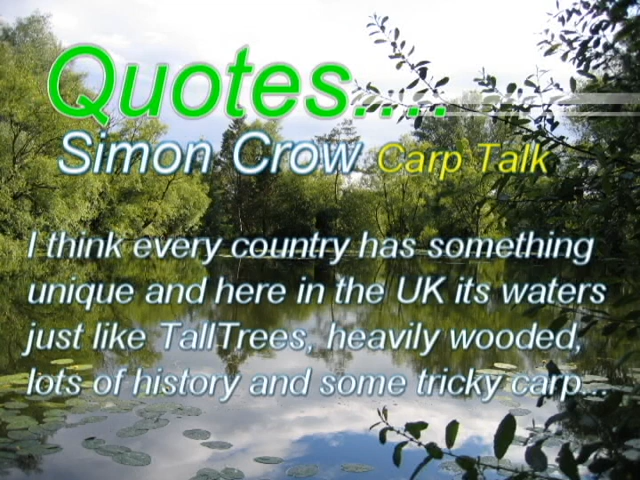 Quotes....
Simon Crow Carp Talk
I think every country has something
unique and here in the UK its waters
just like TallTrees, heavily wooded,
lots of history and some tricky carp...